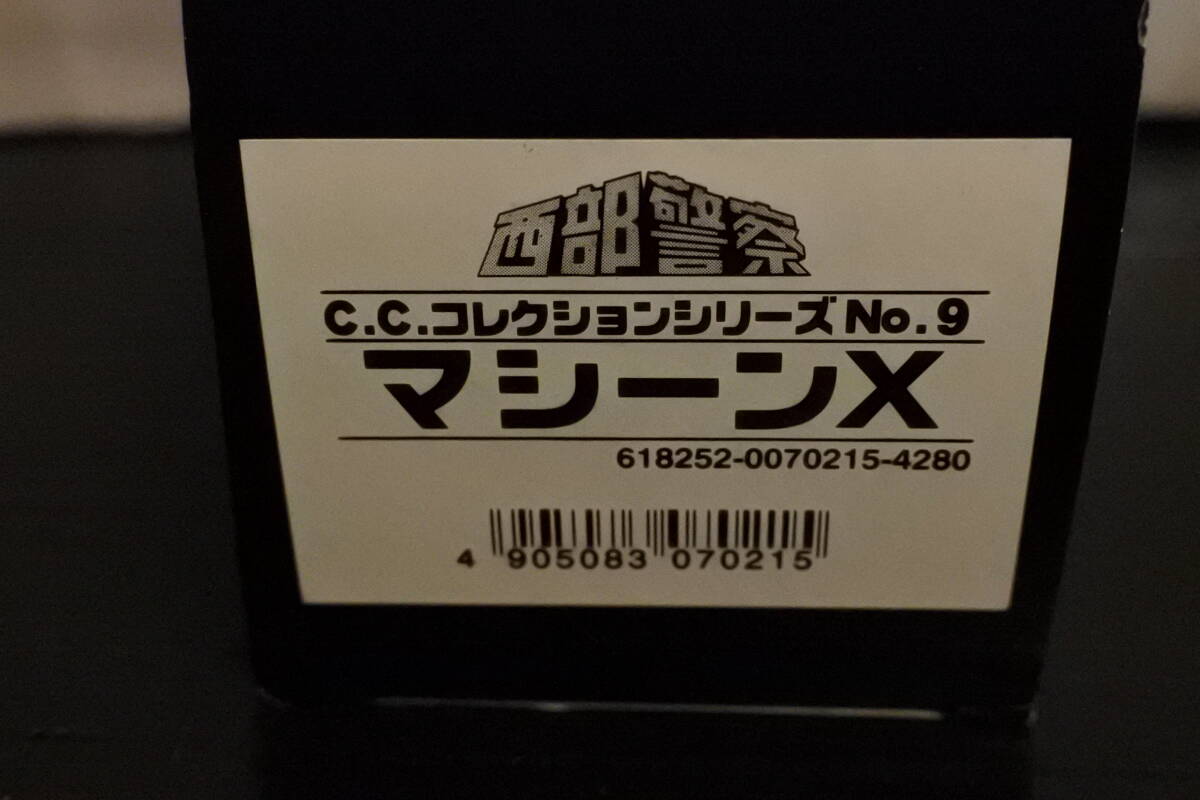 西部警察
C.C.コレクションシリーズ No.9
マシーンX
618252-0070215-4280
4 905083 070215